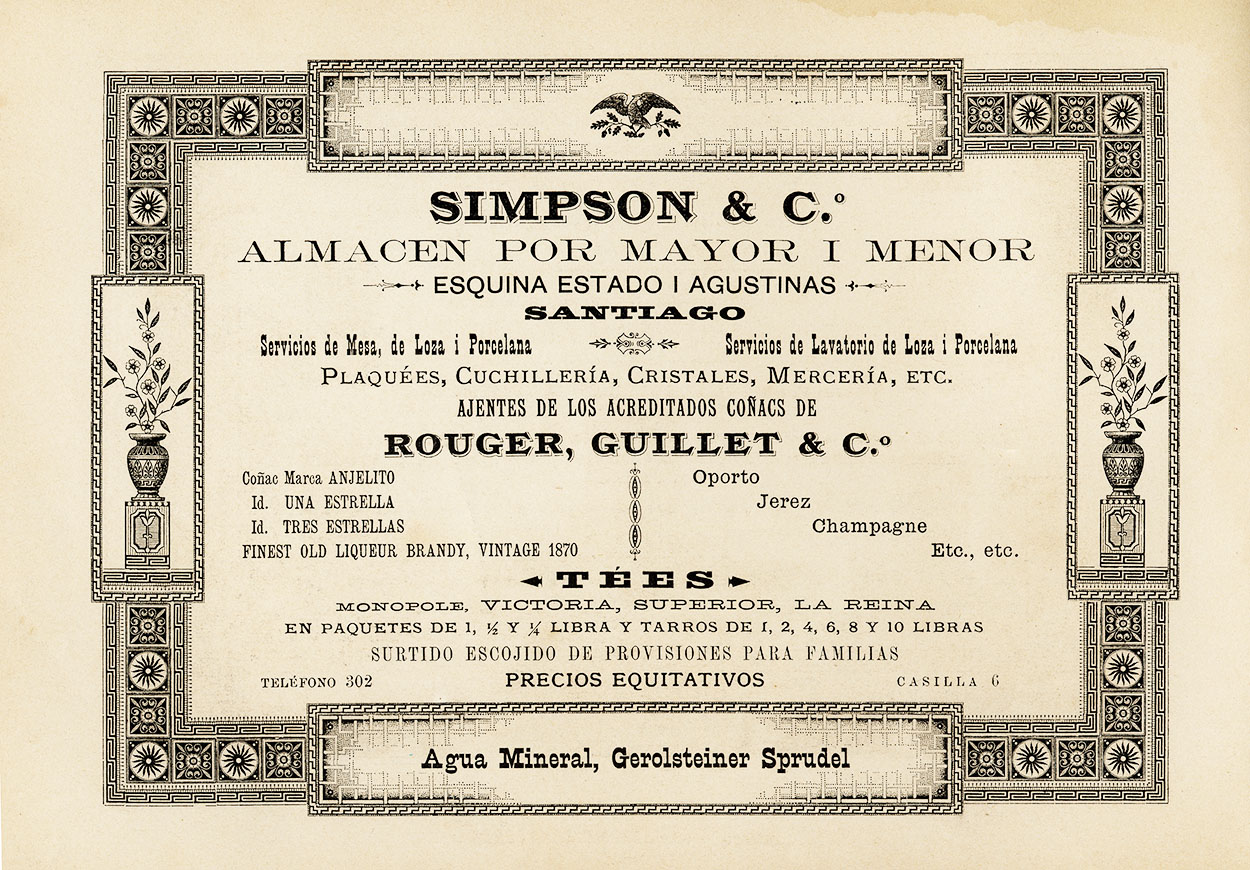 SIMPSON & C.º
ALMACEN POR MAYOR I MENOR
ESQUINA ESTADO I AGUSTINAS
SANTIAGO
Servicios de Mesa, de Loza i Porcelana
Servicios de Lavatorio de Loza i Porcelana
PLAQUÉES, CUCHILLERÍA, CRISTALES, MERCERÍA, ETC.
AJENTES DE LOS ACREDITADOS COÑACS DE
ROUGER, GUILLET & C.º
Coñac Marca ANJELITO
Id. UNA ESTRELLA
Id. TRES ESTRELLAS
FINEST OLD LIQUEUR BRANDY, VINTAGE 1870
Oporto
Jerez
Champagne
Etc., etc.
TÉES
MONOPOLE, VICTORIA, SUPERIOR, LA REINA
EN PAQUETES DE 1, ½ Y ¼ LIBRA Y TARROS DE 1, 2, 4, 6, 8 Y 10 LIBRAS
SURTIDO ESCOJIDO DE PROVISIONES PARA FAMILIAS
TELÉFONO 302
PRECIOS EQUITATIVOS
CASILLA 6
Agua Mineral, Gerolsteiner Sprudel